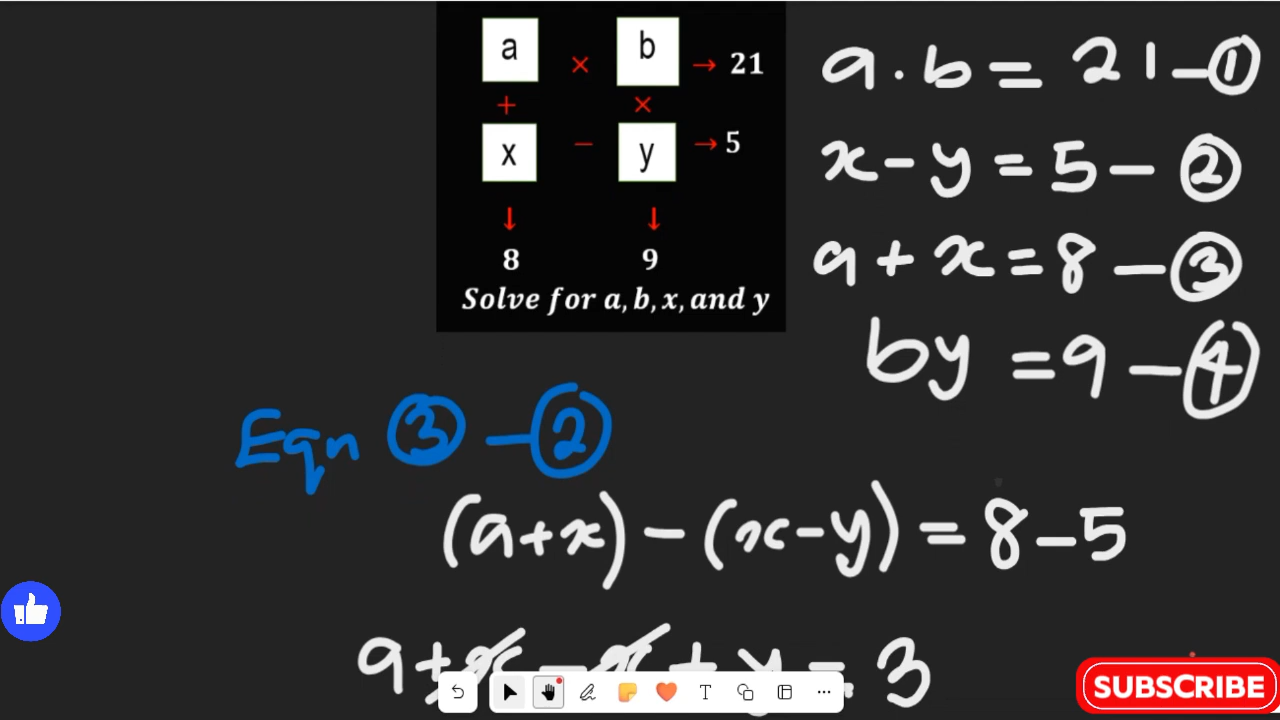 a × b → 21
+ ×
x − y → 5
↓ ↓
8 9
Solve for a, b, x, and y
a . b = 21 — ①
x − y = 5 — ②
a + x = 8 — ③
by = 9 — ④
Eqn ③ — ②
(a+x) − (x−y) = 8−5
a + x − x + y = 3
T
SUBSCRIBE